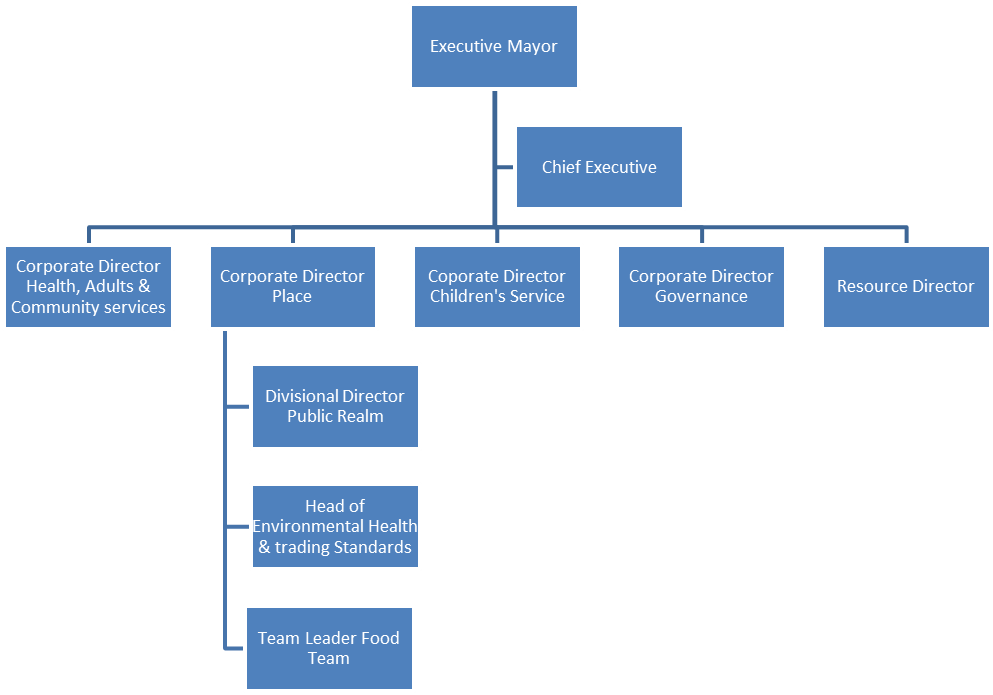 Executive Mayor
Chief Executive
Corporate Director
Health, Adults &
Community services
Corporate Director
Place
Coporate Director
Children's Service
Corporate Director
Governance
Resource Director
Divisional Director
Public Realm
Head of
Environmental Health
& trading Standards
Team Leader Food
Team